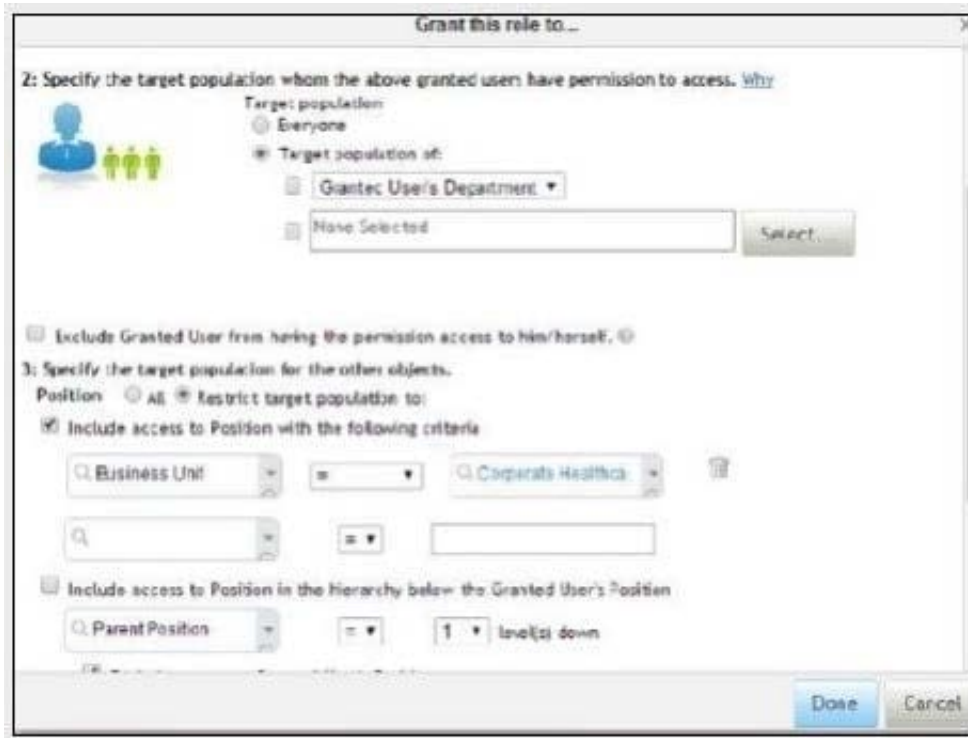 Grant this role to...
2: Specify the target population whom the above granted users have permission to access. Why
Target population
Everyone
Target population of:
Granted User's Department
None Selected
Select...
Exclude Granted User from having the permission access to him/herself.
3: Specify the target population for the other objects.
Position All Restrict target population to:
Include access to Position with the following criteria
Business Unit = Corporate Healthca
=
Include access to Position in the hierarchy below the Granted User's Position
Parent Position = 1 level(s) down
Done Cancel